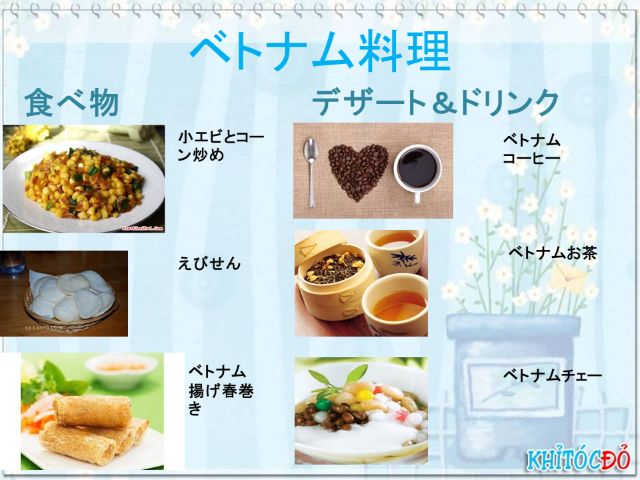 ベトナム料理
食べ物
デザート＆ドリンク
小エビとコー
ン炒め
ベトナム
コーヒー
えびせん
ベトナムお茶
ベトナム
揚げ春巻
き
ベトナムチェー
KHỈTÓCĐỎ